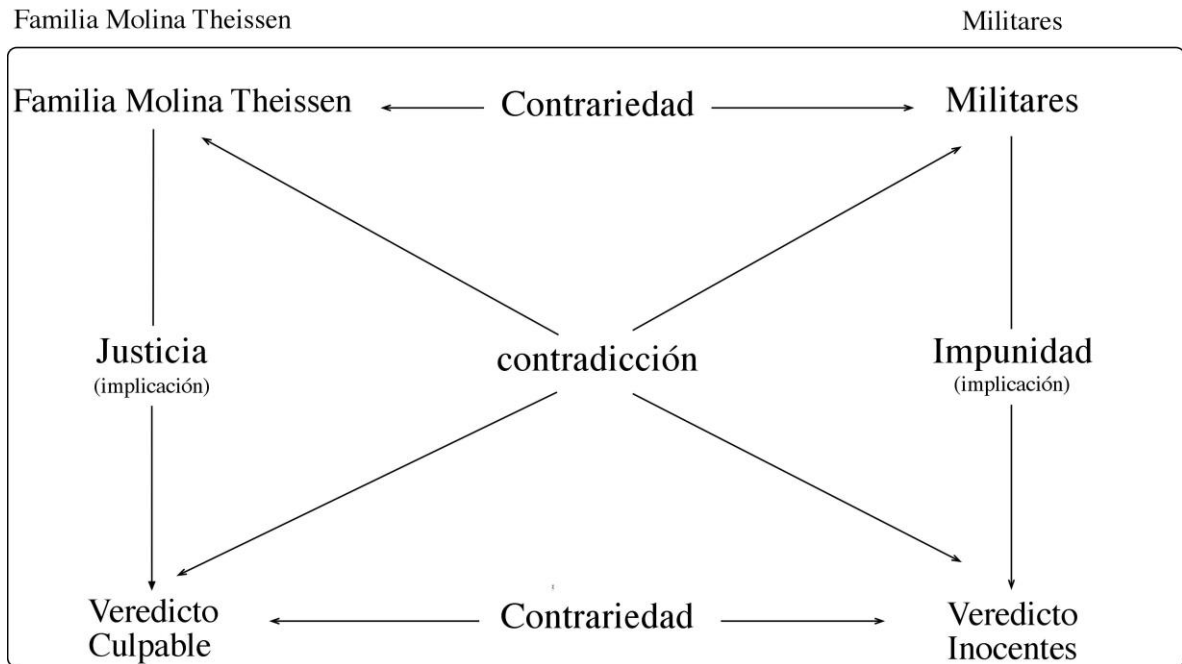 Familia Molina Theissen
Militares
Familia Molina Theissen
Contrariedad
Militares
Justicia
(implicación)
contradicción
Impunidad
(implicación)
Veredicto
Culpable
Contrariedad
Veredicto
Inocentes